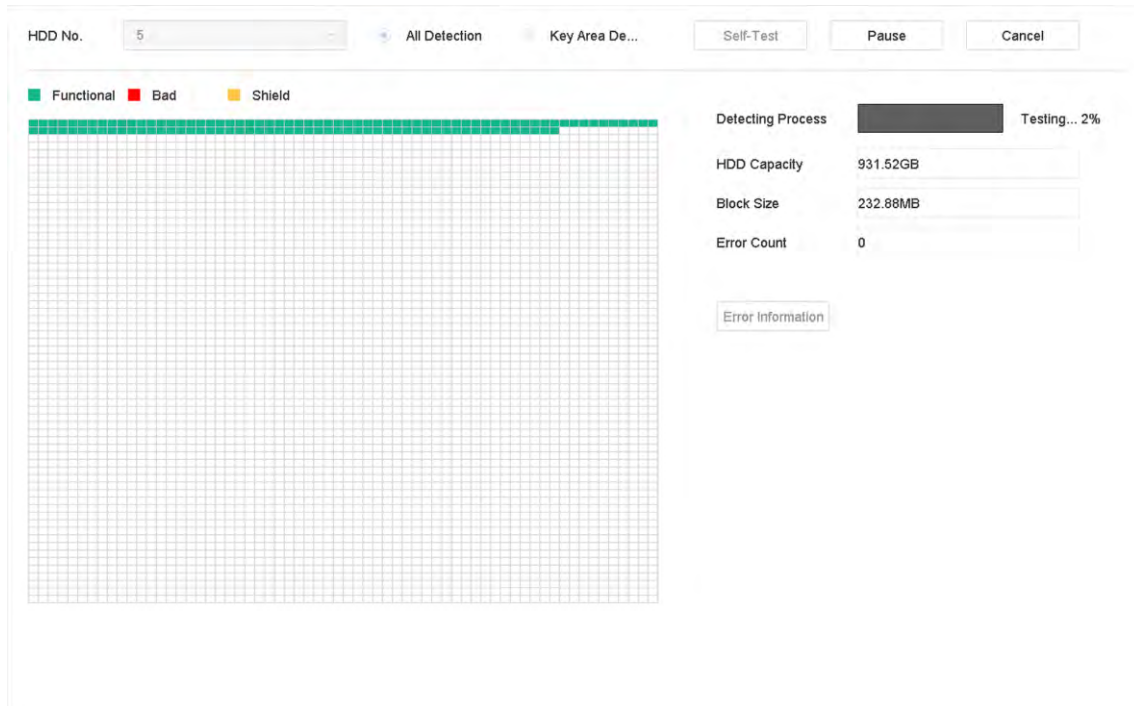 HDD No. 5 All Detection Key Area De... Self-Test Pause Cancel
Functional Bad Shield
Detecting Process Testing... 2%
HDD Capacity 931.52GB
Block Size 232.88MB
Error Count 0
Error Information